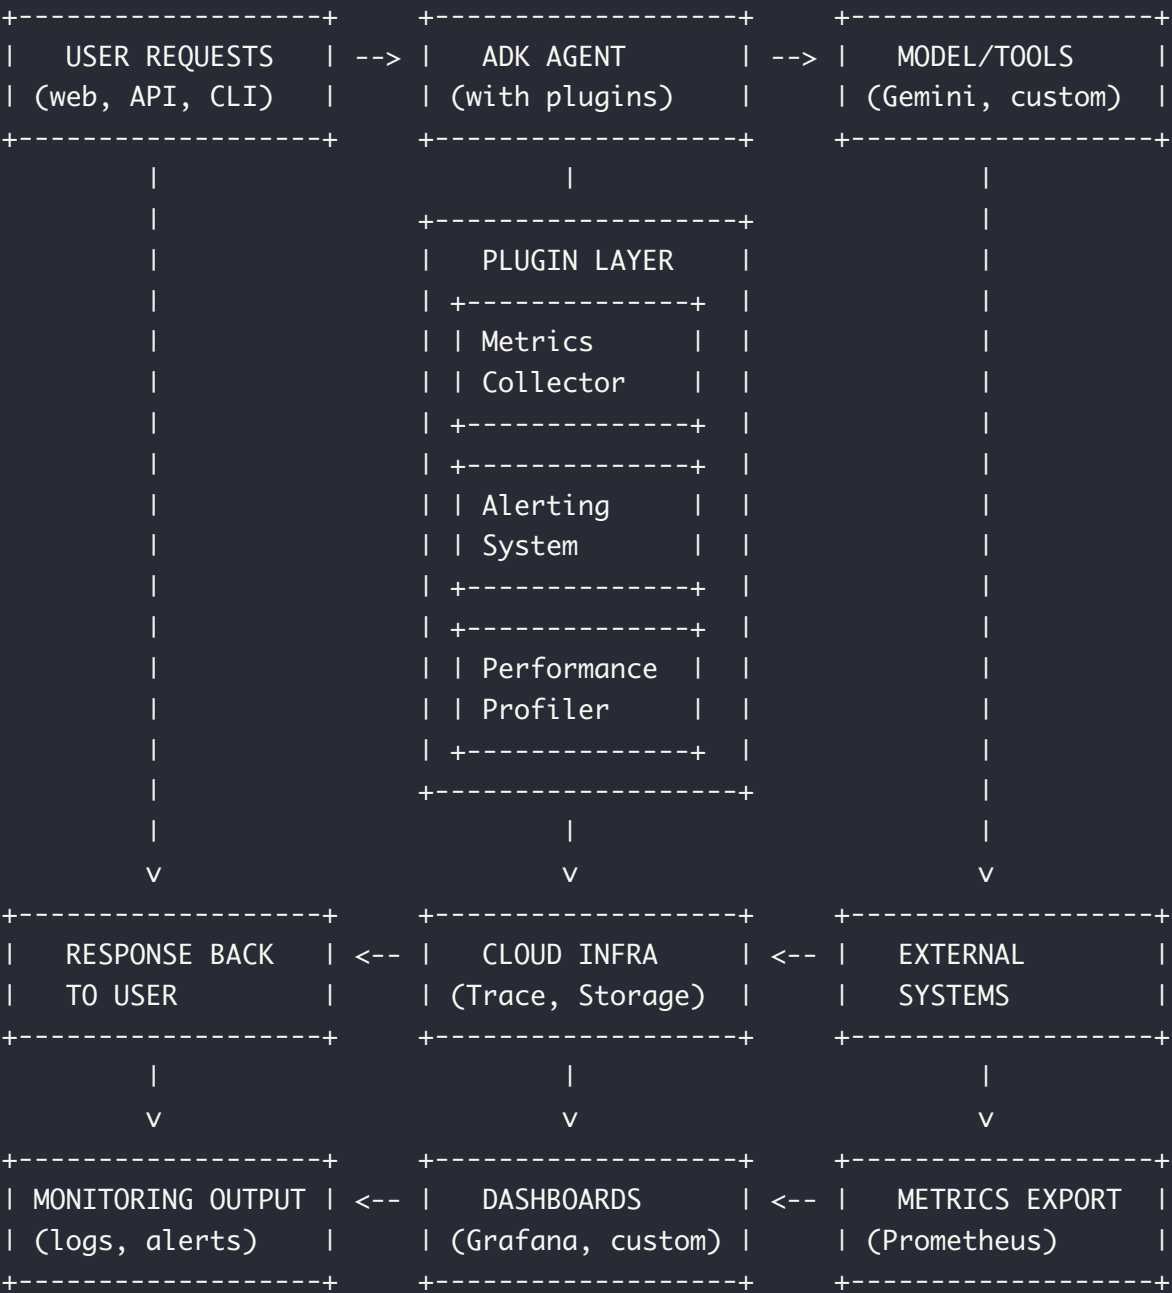 +-------------------+     +-------------------+     +-------------------+
|   USER REQUESTS   | --> |   ADK AGENT       | --> |   MODEL/TOOLS     |
| (web, API, CLI)   |     | (with plugins)    |     | (Gemini, custom)  |
+-------------------+     +-------------------+     +-------------------+
         |                         |                         |
         |                +-------------------+              |
         |                |   PLUGIN LAYER    |              |
         |                | +--------------+  |              |
         |                | | Metrics      |  |              |
         |                | | Collector    |  |              |
         |                | +--------------+  |              |
         |                | +--------------+  |              |
         |                | | Alerting     |  |              |
         |                | | System       |  |              |
         |                | +--------------+  |              |
         |                | +--------------+  |              |
         |                | | Performance  |  |              |
         |                | | Profiler     |  |              |
         |                | +--------------+  |              |
         |                +-------------------+              |
         |                         |                         |
         v                         v                         v
+-------------------+     +-------------------+     +-------------------+
|   RESPONSE BACK   | <-- |   CLOUD INFRA     | <-- |   EXTERNAL        |
|   TO USER         |     | (Trace, Storage)  |     |   SYSTEMS         |
+-------------------+     +-------------------+     +-------------------+
         |                         |                         |
         v                         v                         v
+-------------------+     +-------------------+     +-------------------+
| MONITORING OUTPUT | <-- |   DASHBOARDS      | <-- |   METRICS EXPORT  |
| (logs, alerts)    |     | (Grafana, custom) |     | (Prometheus)      |
+-------------------+     +-------------------+     +-------------------+